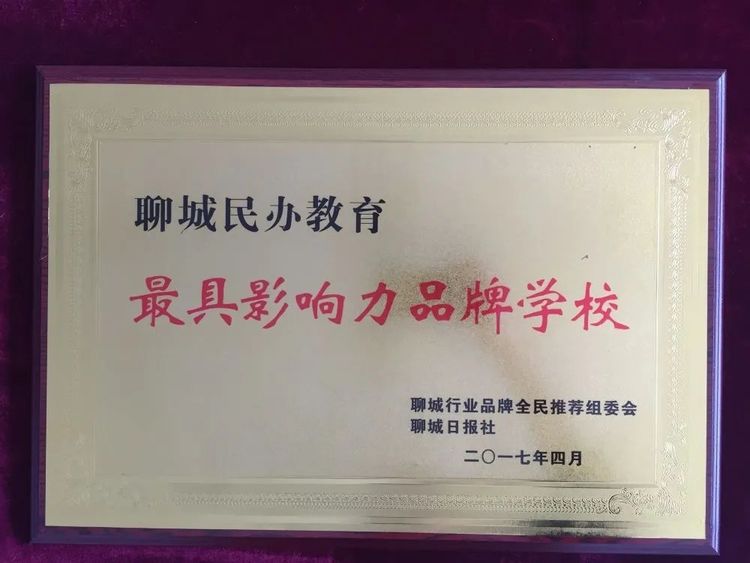 聊城民办教育
最具影响力品牌学校
聊城行业品牌全民推荐组委会
聊城日报社
二〇一七年四月